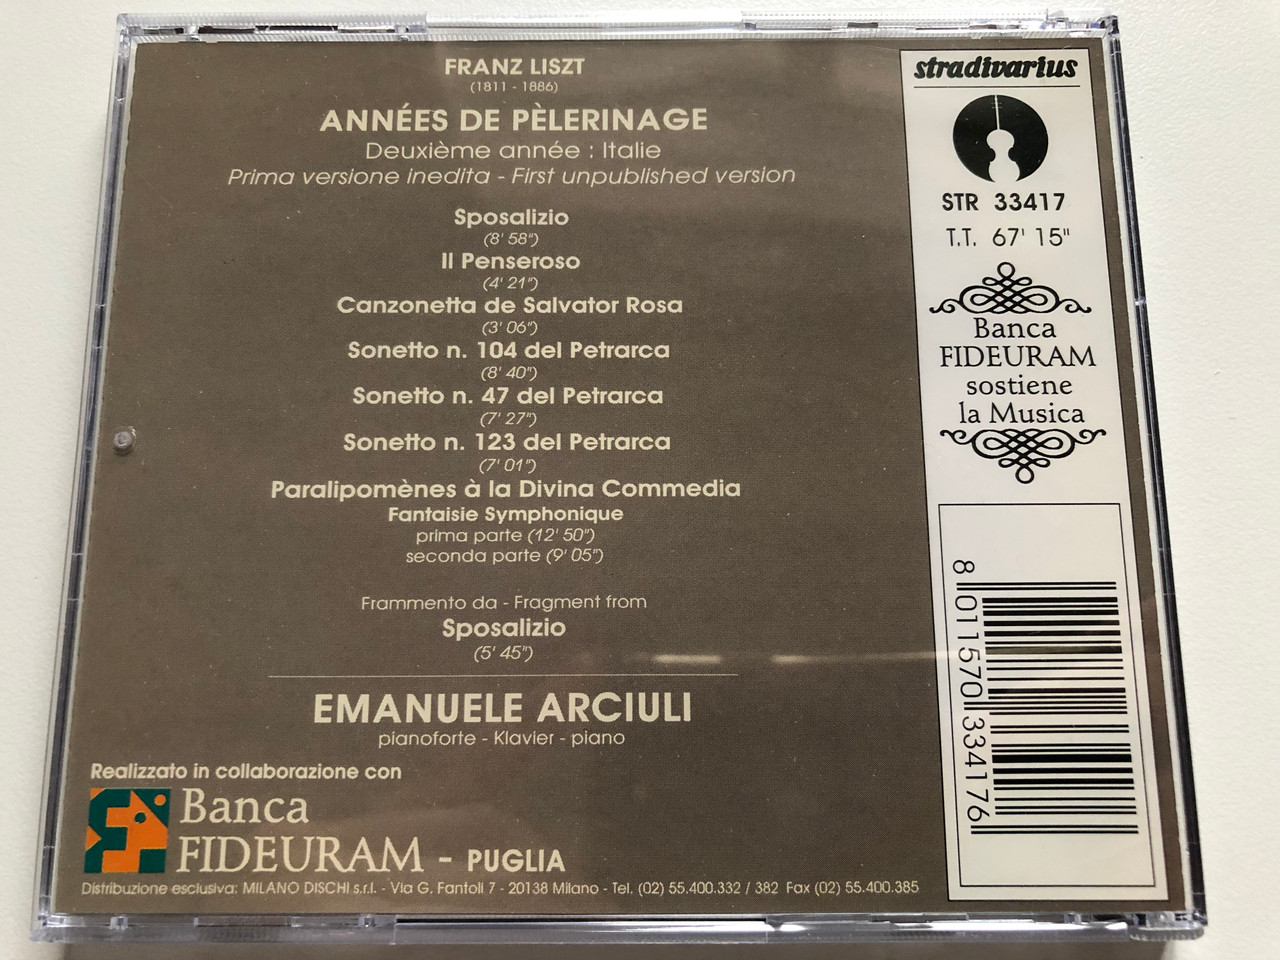 FRANZ LISZT
(1811 - 1886)
ANNÉES DE PÈLERINAGE
Deuxième année : Italie
Prima versione inedita - First unpublished version
Sposalizio
(8' 58")
Il Penseroso
(4' 21")
Canzonetta de Salvator Rosa
(3' 06")
Sonetto n. 104 del Petrarca
(8' 40")
Sonetto n. 47 del Petrarca
(7' 27")
Sonetto n. 123 del Petrarca
(7' 01")
Paralipomènes à la Divina Commedia
Fantaisie Symphonique
prima parte (12' 50")
seconda parte (9' 05")
Frammento da - Fragment from
Sposalizio
(5' 45")
EMANUELE ARCIULI
pianoforte - Klavier - piano
Realizzato in collaborazione con
Banca
FIDEURAM - PUGLIA
Distribuzione esclusiva: MILANO DISCHI s.r.l. - Via G. Fantoli 7 - 20138 Milano - Tel. (02) 55.400.332 / 382 Fax (02) 55.400.385
stradivarius
STR 33417
T.T. 67' 15"
Banca
FIDEURAM
sostiene
la Musica
8 011570 334176